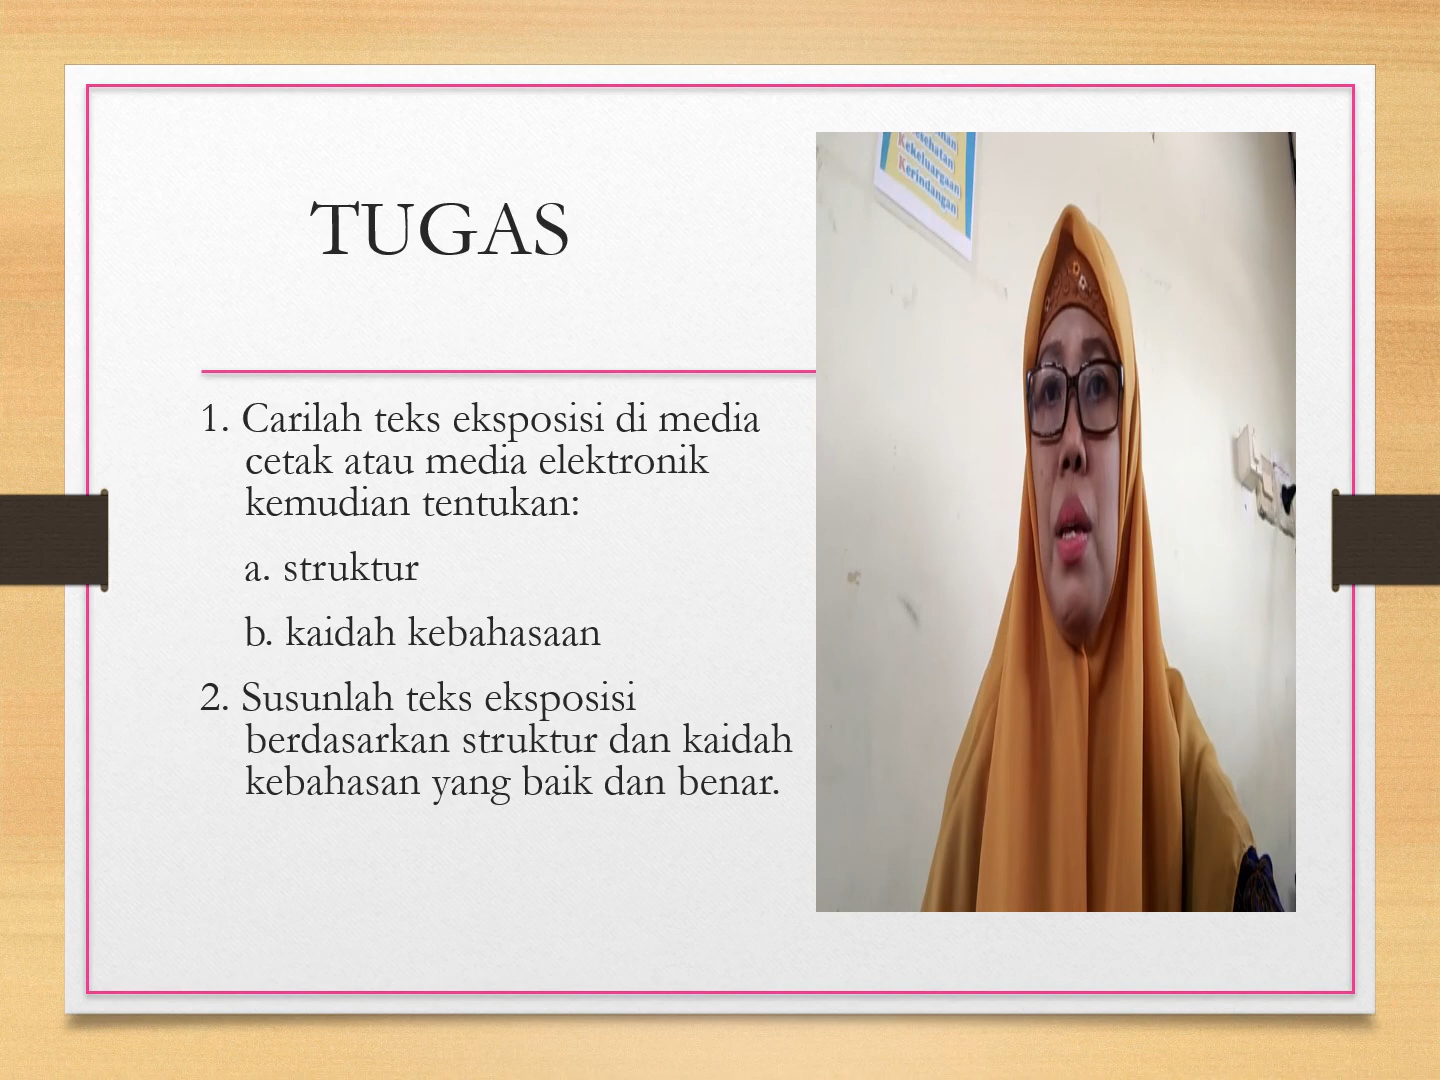 TUGAS
1. Carilah teks eksposisi di media
cetak atau media elektronik
kemudian tentukan:
a. struktur
b. kaidah kebahasaan
2. Susunlah teks eksposisi
berdasarkan struktur dan kaidah
kebahasan yang baik dan benar.
Kekeluargaan
Kerindangan